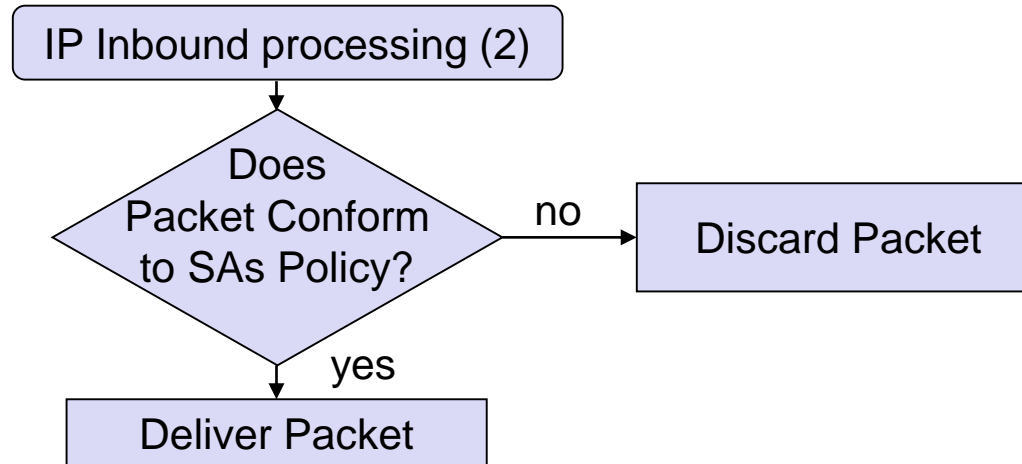 IP Inbound processing (2)
Does
Packet Conform
to SAs Policy?
no
Discard Packet
yes
Deliver Packet